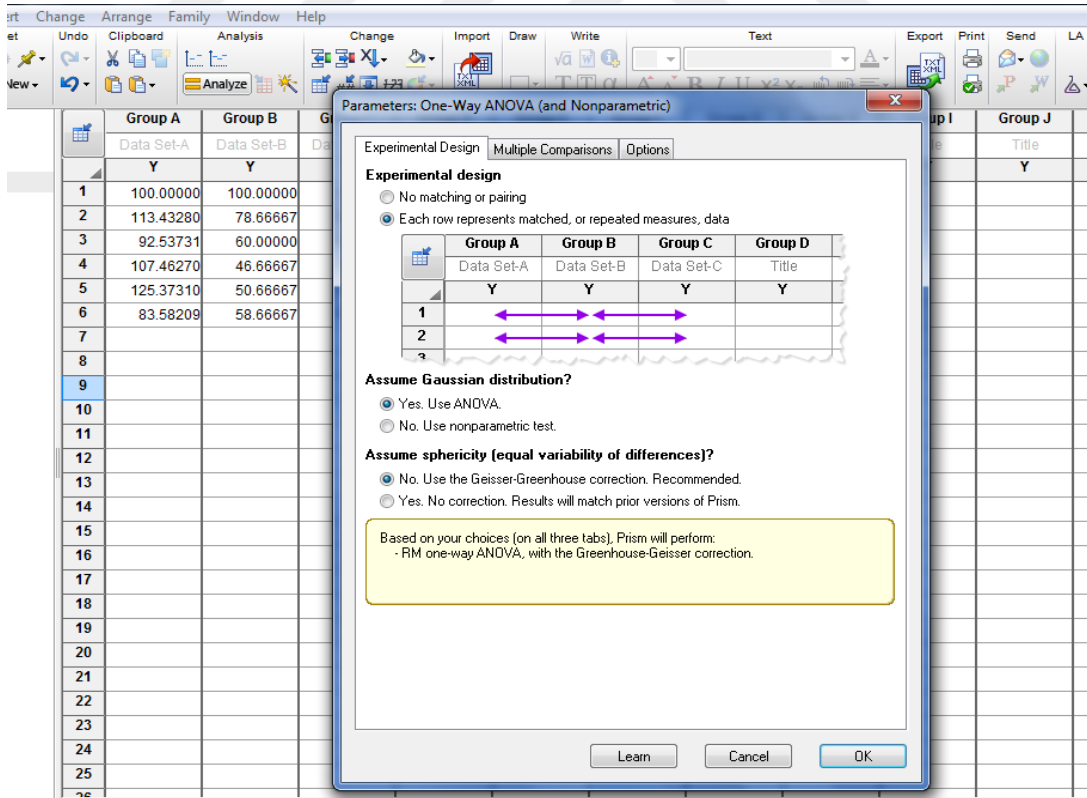 ert Change Arrange Family Window Help
et Undo Clipboard Analysis Change Import Draw Write Text Export Print Send LA
New Analyze
Parameters: One-Way ANOVA (and Nonparametric)
Group A Group B Group J
Data Set-A Data Set-B Title
Y Y Y
1 100.00000 100.00000
2 113.43280 78.66667
3 92.53731 60.00000
4 107.46270 46.66667
5 125.37310 50.66667
6 83.58209 58.66667
7
8
9
10
11
12
13
14
15
16
17
18
19
20
21
22
23
24
25
26
Experimental Design Multiple Comparisons Options
Experimental design
No matching or pairing
Each row represents matched, or repeated measures, data
Group A Group B Group C Group D
Data Set-A Data Set-B Data Set-C Title
Y Y Y Y
1
2
3
Assume Gaussian distribution?
Yes. Use ANOVA.
No. Use nonparametric test.
Assume sphericity (equal variability of differences)?
No. Use the Geisser-Greenhouse correction. Recommended.
Yes. No correction. Results will match prior versions of Prism.
Based on your choices (on all three tabs), Prism will perform:
- RM one-way ANOVA, with the Greenhouse-Geisser correction.
Learn Cancel OK